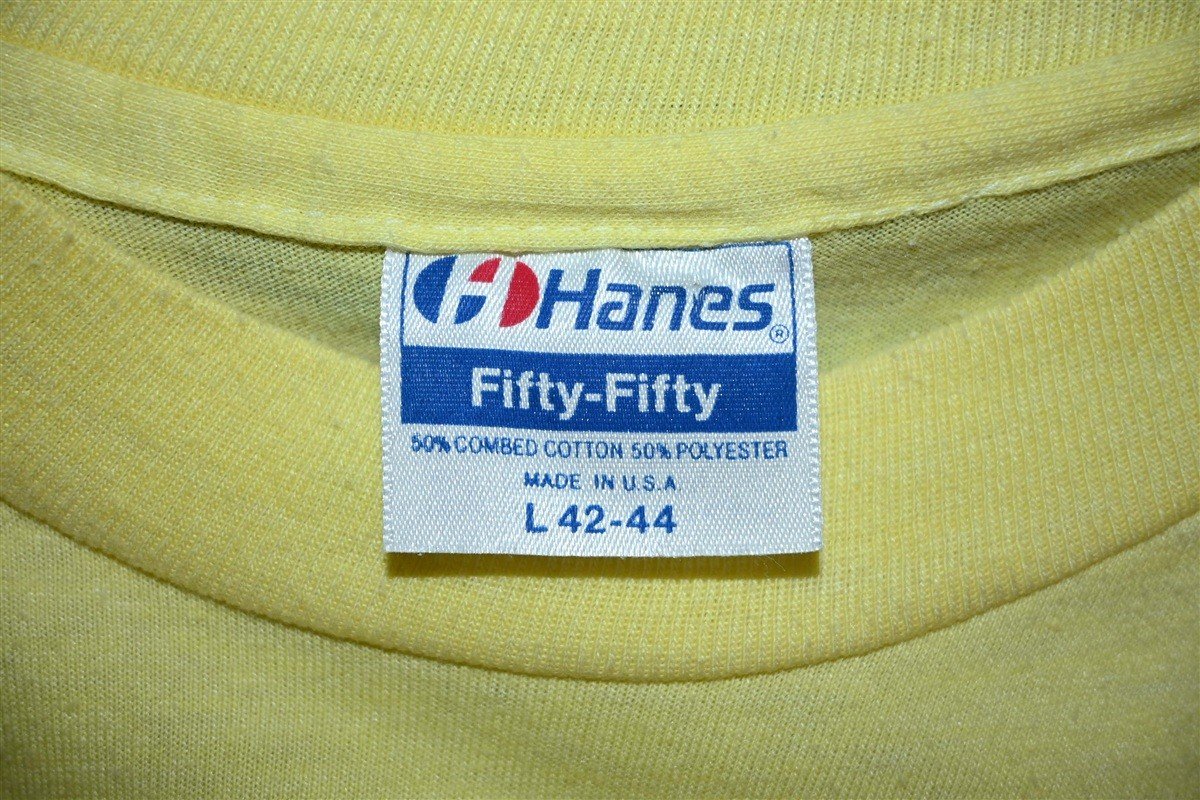 Hanes®
Fifty-Fifty
50% COMBED COTTON 50% POLYESTER
MADE IN U.S.A.
L 42-44